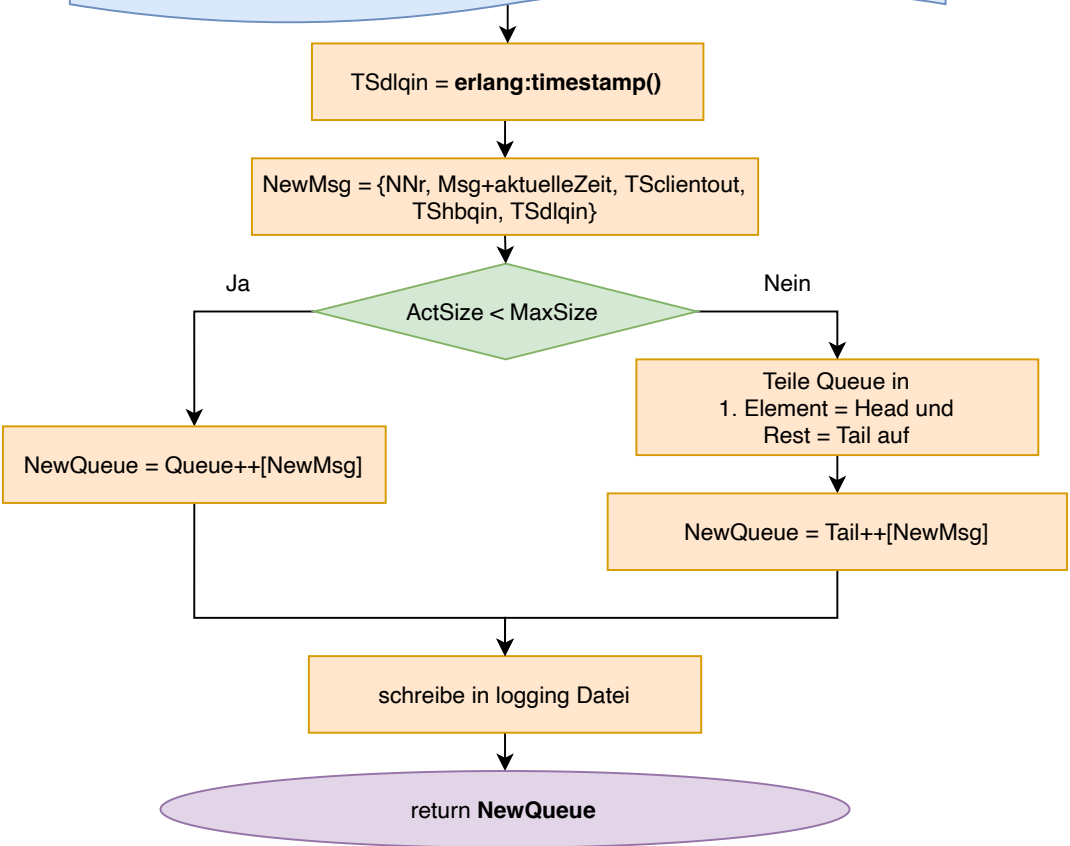 TSdlqin = erlang:timestamp()
NewMsg = {NNr, Msg+aktuelleZeit, TSclientout,
TShbqin, TSdlqin}
Ja
Nein
ActSize < MaxSize
Teile Queue in
1. Element = Head und
Rest = Tail auf
NewQueue = Queue++[NewMsg]
NewQueue = Tail++[NewMsg]
schreibe in logging Datei
return NewQueue